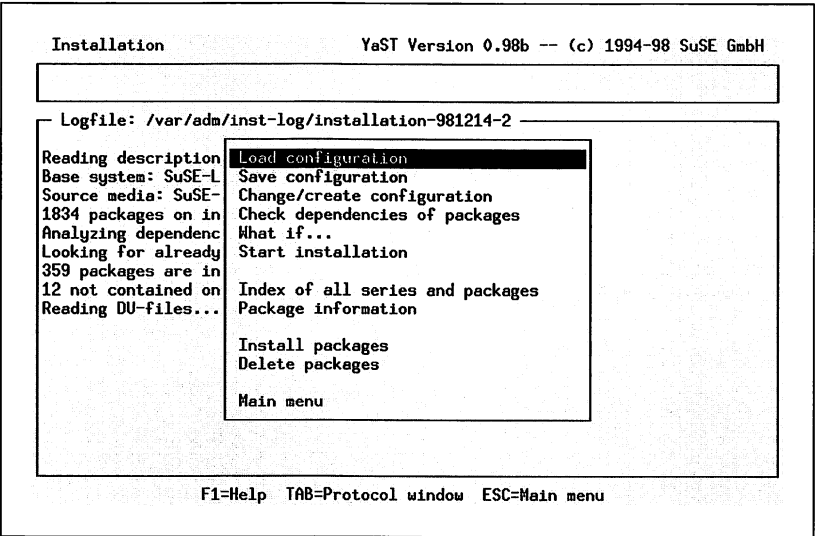 Installation YaST Version 0.98b -- (c) 1994-98 SuSE GmbH
Logfile: /var/adm/inst-log/installation-981214-2
Reading description Load configuration
Base system: SuSE-L Save configuration
Source media: SuSE- Change/create configuration
1834 packages on in Check dependencies of packages
Analyzing dependenc What if...
Looking for already Start installation
359 packages are in
12 not contained on Index of all series and packages
Reading DU-files... Package information
Install packages
Delete packages
Main menu
F1=Help TAB=Protocol window ESC=Main menu